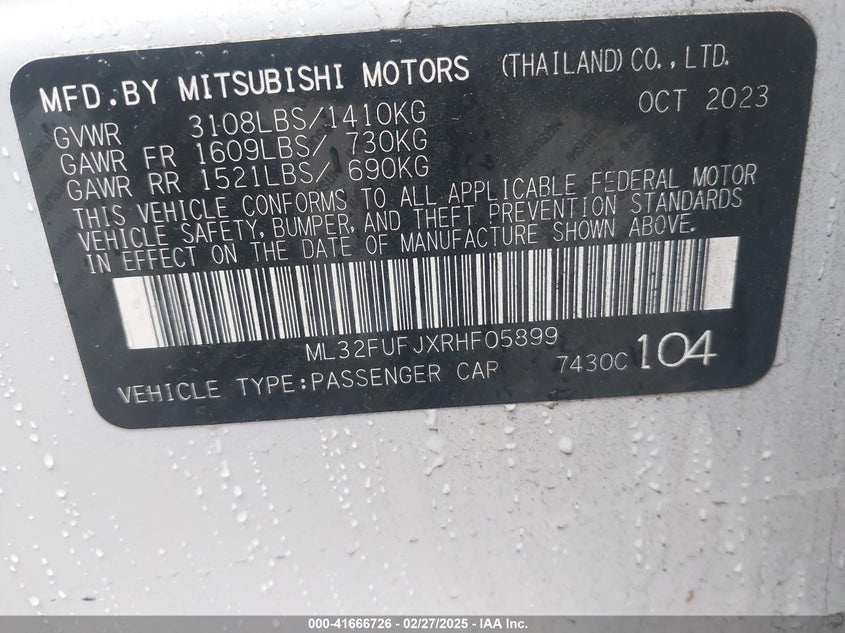 MFD.BY MITSUBISHI MOTORS (THAILAND) CO., LTD.
OCT 2023
GVWR 3108LBS/1410KG
GAWR FR 1609LBS/ 730KG
GAWR RR 1521LBS/ 690KG
THIS VEHICLE CONFORMS TO ALL APPLICABLE FEDERAL MOTOR
VEHICLE SAFETY, BUMPER, AND THEFT PREVENTION STANDARDS
IN EFFECT ON THE DATE OF MANUFACTURE SHOWN ABOVE.
ML32FUFJXRHF05899
VEHICLE TYPE:PASSENGER CAR 7430C 104
000-41666726 - 02/27/2025 - IAA Inc.